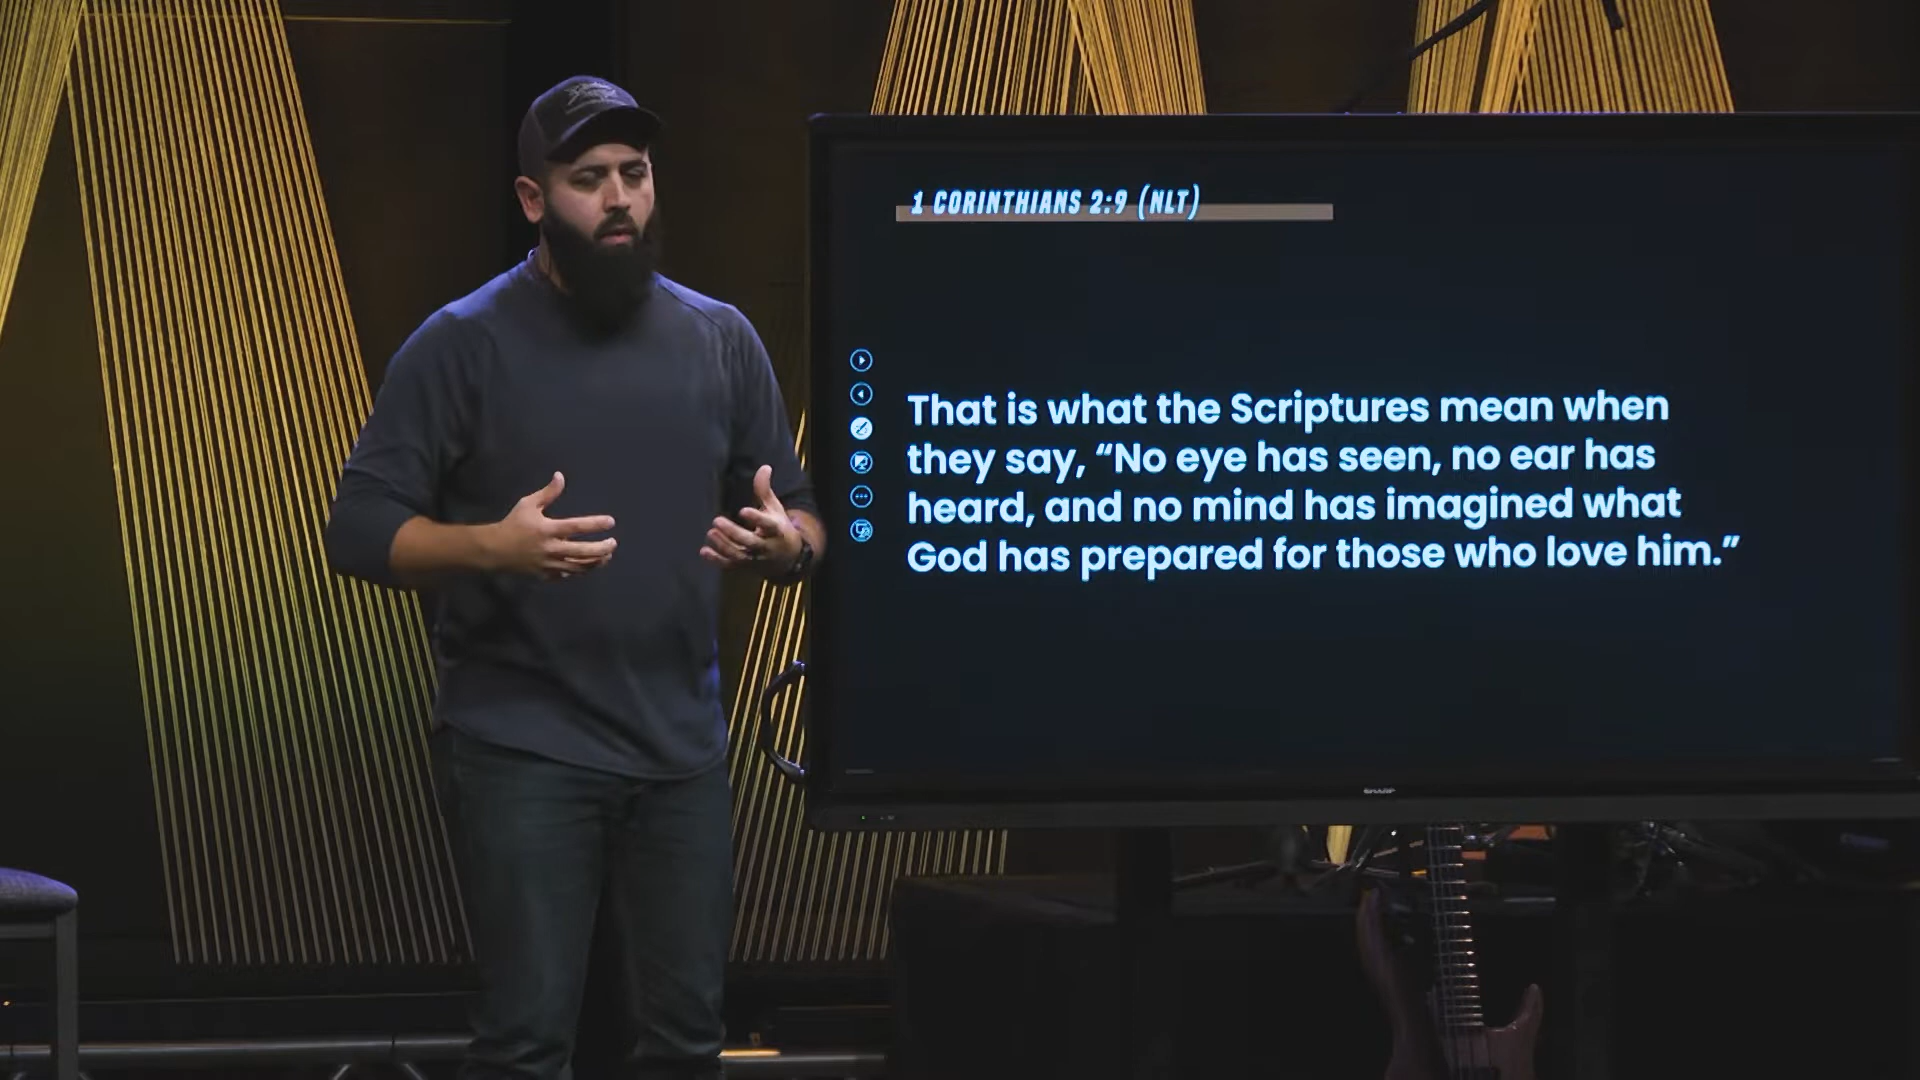 1 CORINTHIANS 2:9 (NLT)
That is what the Scriptures mean when
they say, “No eye has seen, no ear has
heard, and no mind has imagined what
God has prepared for those who love him.”
SHARP